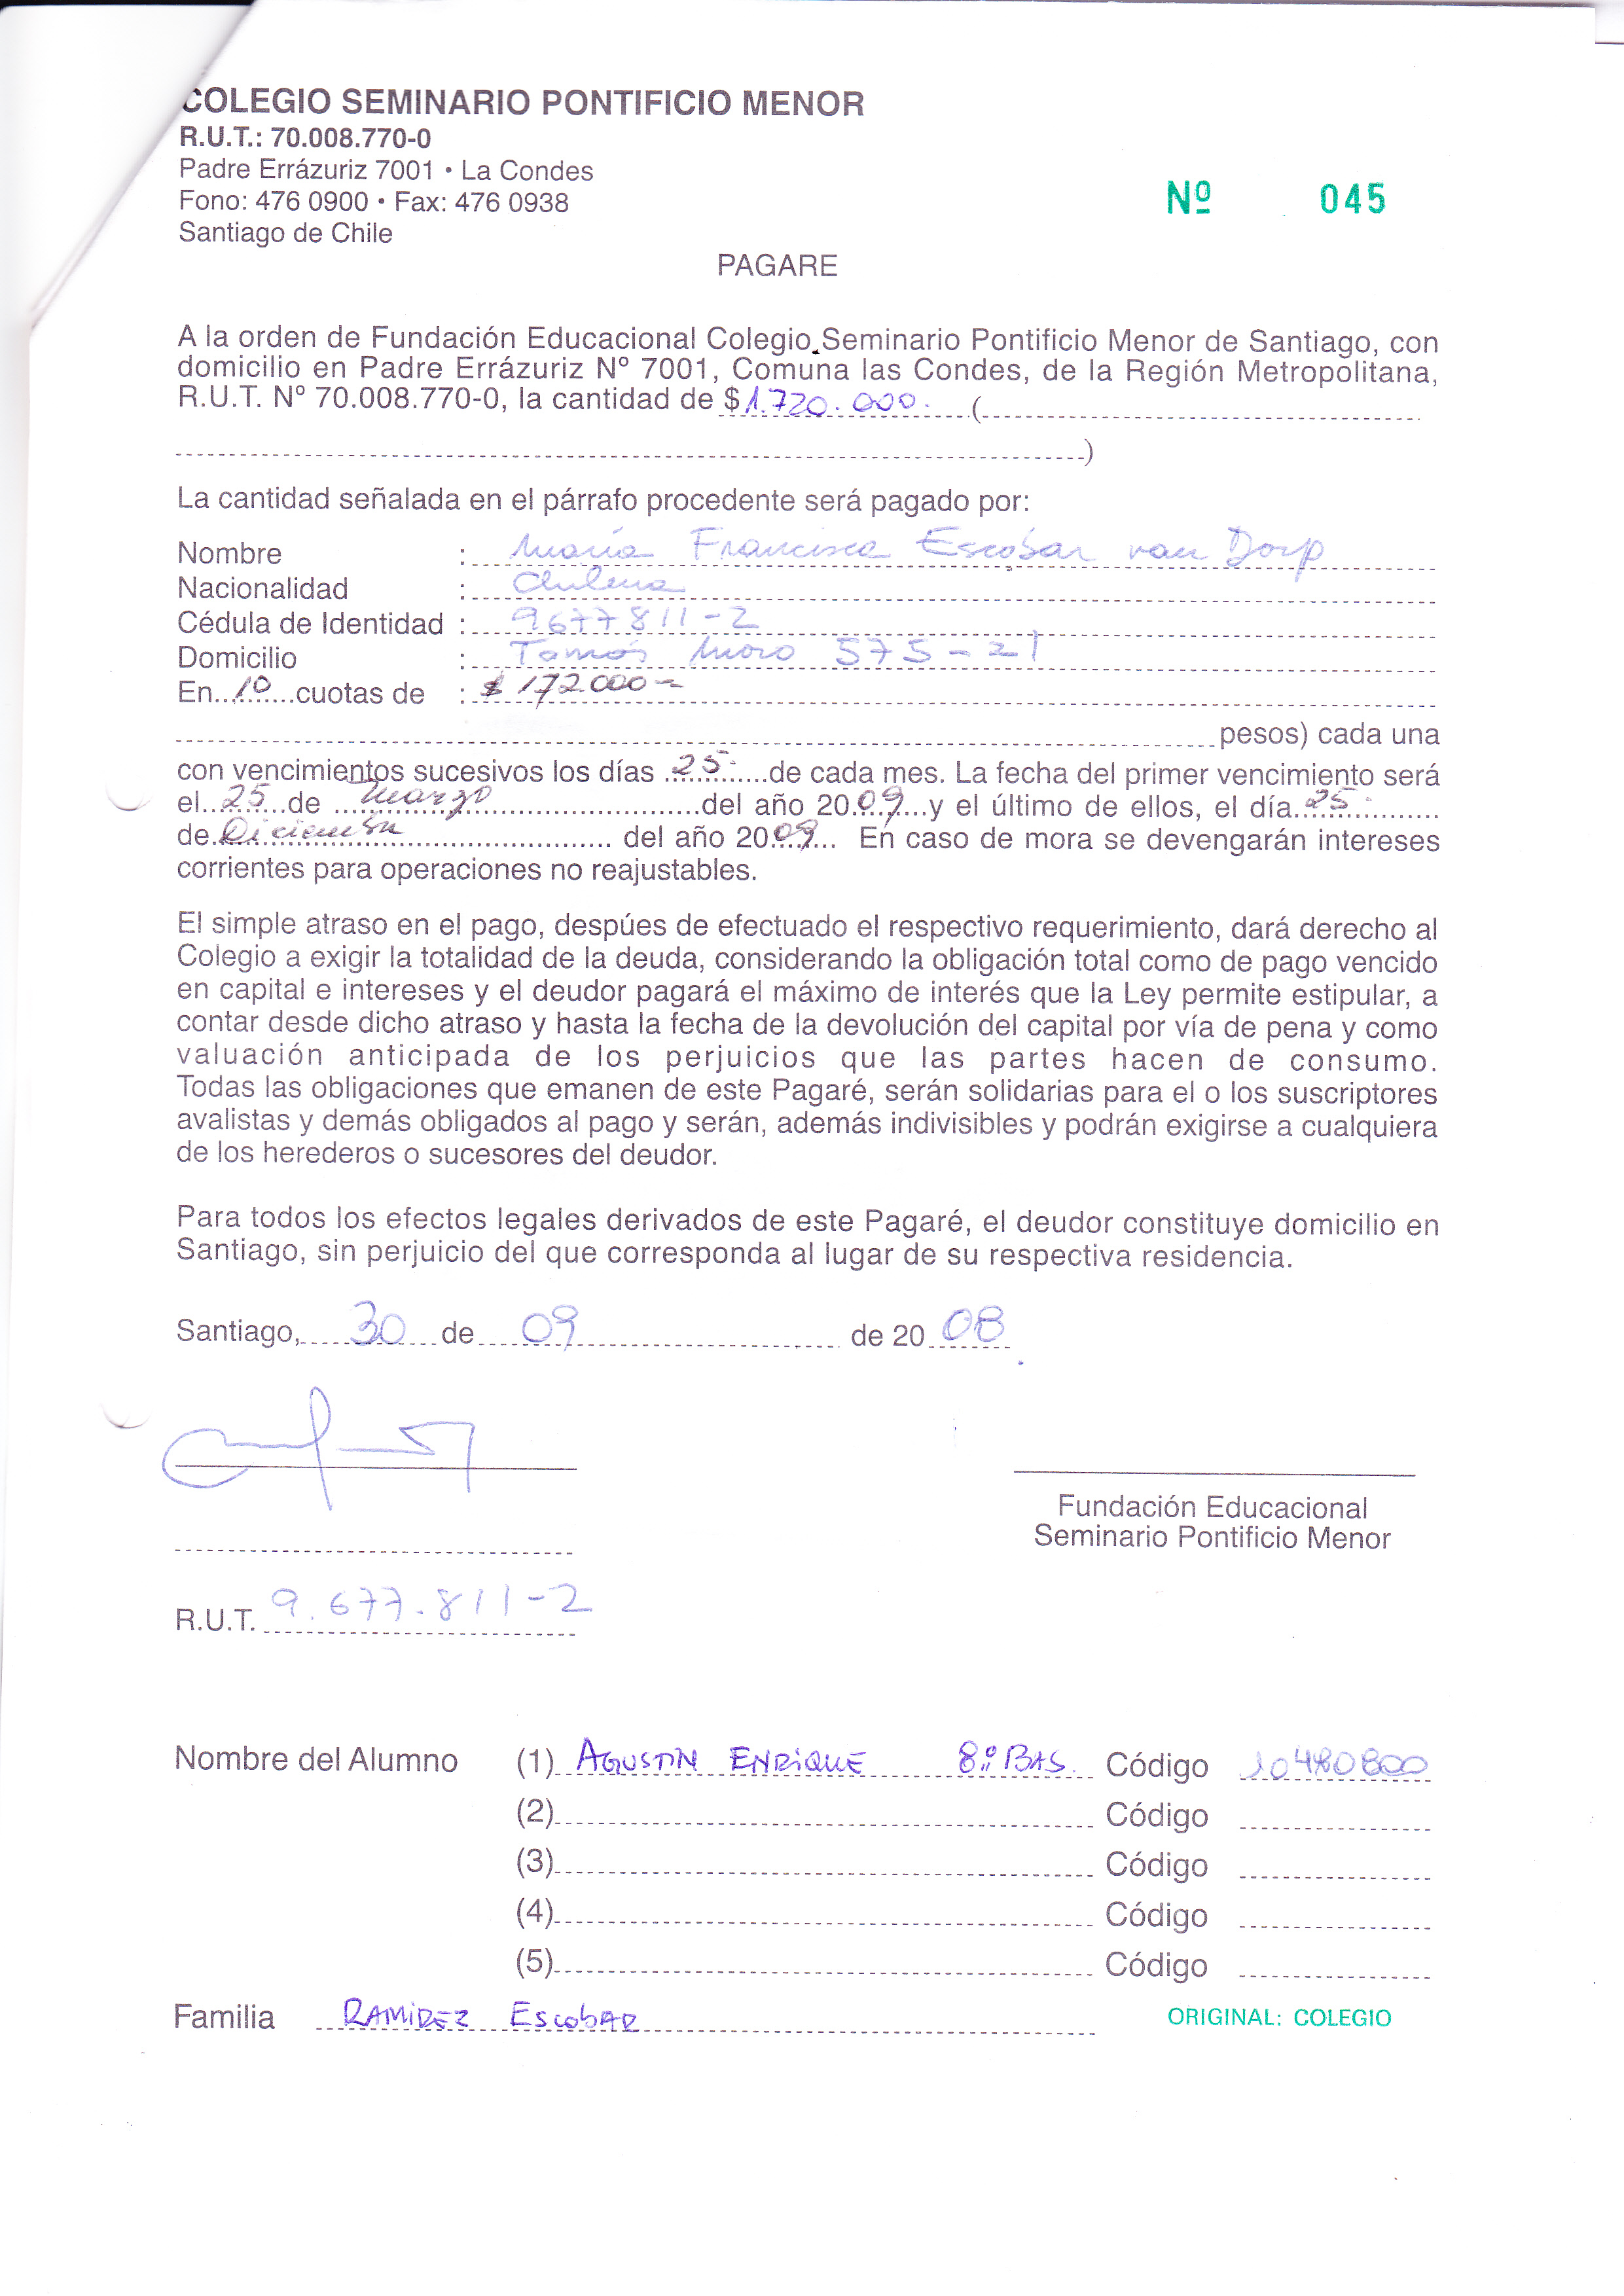 COLEGIO SEMINARIO PONTIFICIO MENOR
R.U.T.: 70.008.770-0
Padre Errázuriz 7001 • La Condes
Fono: 476 0900 • Fax: 476 0938
Santiago de Chile
Nº 045
PAGARE
A la orden de Fundación Educacional Colegio Seminario Pontificio Menor de Santiago, con
domicilio en Padre Errázuriz Nº 7001, Comuna las Condes, de la Región Metropolitana,
R.U.T. Nº 70.008.770-0, la cantidad de $ 1.720.000.- (
)
La cantidad señalada en el párrafo procedente será pagado por:
Nombre : María Francisca Escobar van Dorp
Nacionalidad : Chilena
Cédula de Identidad : 9677811-2
Domicilio : Tomás Moro 575-21
En 10 cuotas de : $ 172.000-
pesos) cada una
con vencimientos sucesivos los días 25 de cada mes. La fecha del primer vencimiento será
el 25 de Marzo del año 2009 y el último de ellos, el día 25
de Diciembre del año 2009. En caso de mora se devengarán intereses
corrientes para operaciones no reajustables.
El simple atraso en el pago, despúes de efectuado el respectivo requerimiento, dará derecho al
Colegio a exigir la totalidad de la deuda, considerando la obligación total como de pago vencido
en capital e intereses y el deudor pagará el máximo de interés que la Ley permite estipular, a
contar desde dicho atraso y hasta la fecha de la devolución del capital por vía de pena y como
valuación anticipada de los perjuicios que las partes hacen de consumo.
Todas las obligaciones que emanen de este Pagaré, serán solidarias para el o los suscriptores
avalistas y demás obligados al pago y serán, además indivisibles y podrán exigirse a cualquiera
de los herederos o sucesores del deudor.
Para todos los efectos legales derivados de este Pagaré, el deudor constituye domicilio en
Santiago, sin perjuicio del que corresponda al lugar de su respectiva residencia.
Santiago, 30 de 09 de 2008
Fundación Educacional
Seminario Pontificio Menor
R.U.T. 9.677.811-2
Nombre del Alumno (1) AGUSTIN ENRIQUE 8.º BAS. Código 10480800
(2) Código
(3) Código
(4) Código
(5) Código
Familia RAMIREZ ESCOBAR
ORIGINAL: COLEGIO